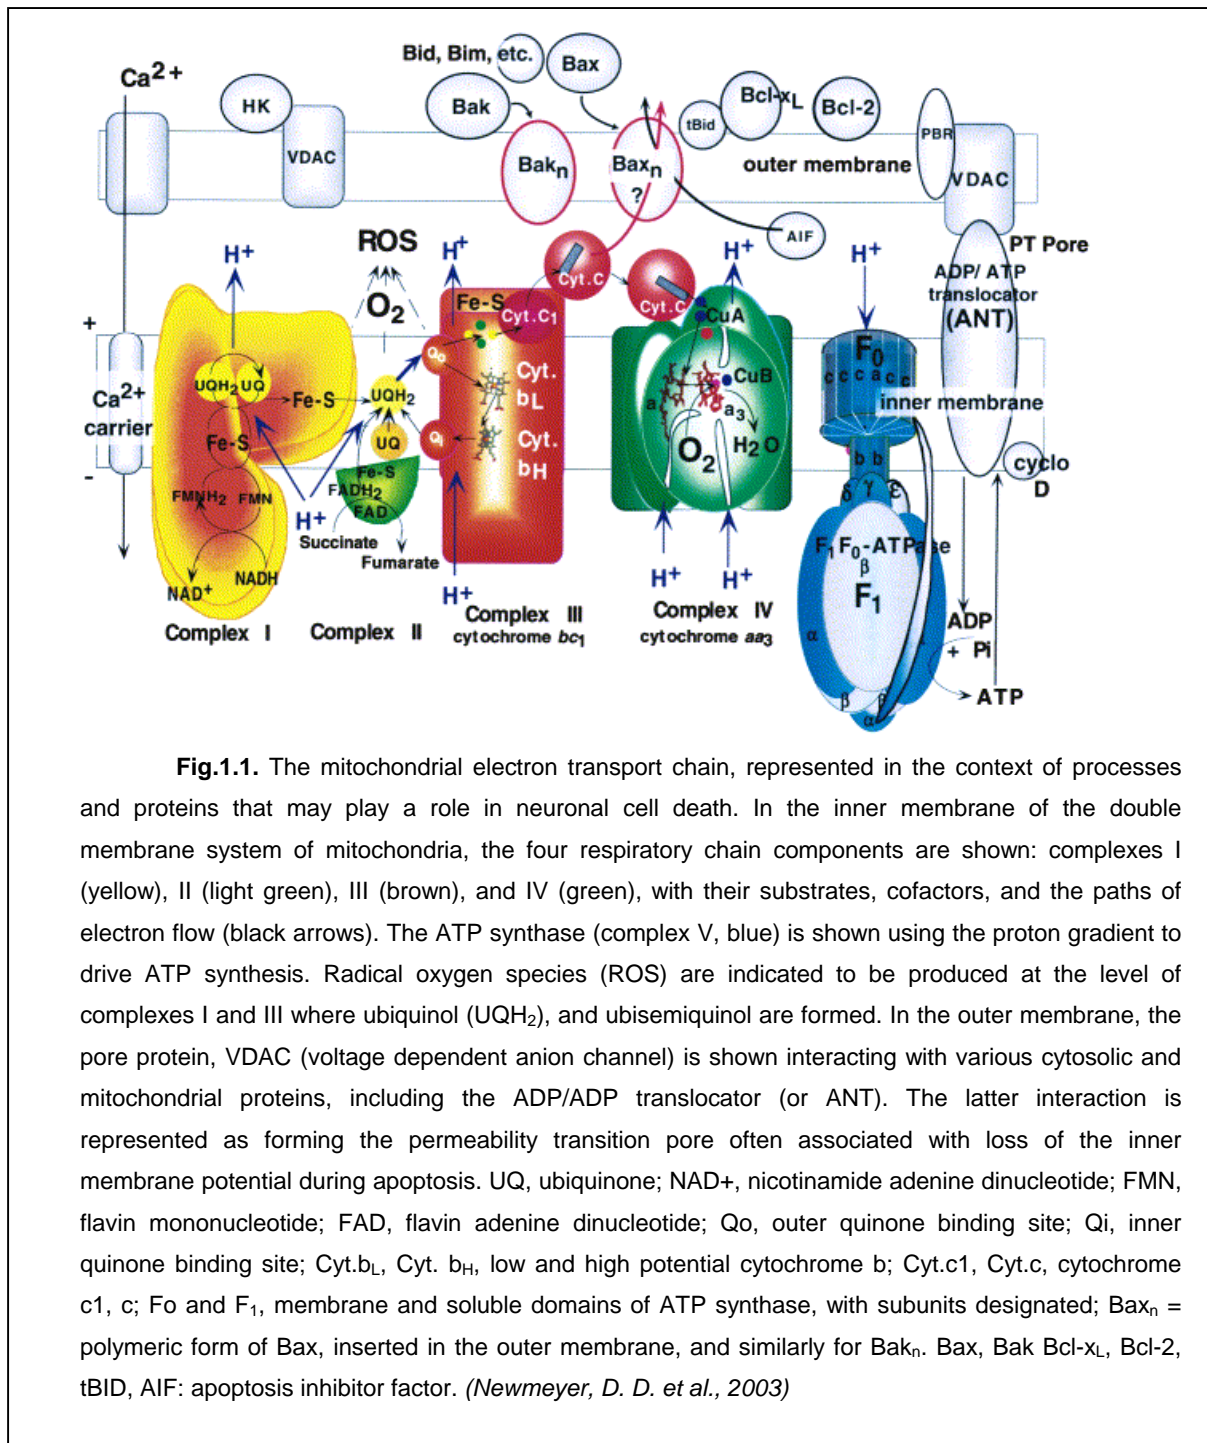 Bid, Bim, etc.
Bax
Ca2+
HK
Bak
Bcl-xL
Bcl-2
tBid
PBR
VDAC
Bakn
Baxn
?
outer membrane
VDAC
AIF
ROS
H+
H+
H+
H+
PT Pore
ADP/ ATP
translocator
(ANT)
O2
Fe-S
Cyt.C1
Cyt.C
Cyt.C
CuA
+
F0
c c c a c c
Qo
UQH2
UQ
Fe-S
UQH2
Cyt.
bL
CuB
a
a3
inner membrane
Ca2+
carrier
Fe-S
UQ
Qi
Cyt.
bH
O2
H2O
b b
cyclo
D
-
FMNH2
FMN
Fe-S
FADH2
FAD
δ γ ε
H+
Succinate
Fumarate
F1F0-ATPase
β
F1
NAD+
NADH
H+
H+
H+
Complex I
Complex II
Complex III
cytochrome bc1
Complex IV
cytochrome aa3
α
ADP
+ Pi
ATP
β
β
α
Fig.1.1. The mitochondrial electron transport chain, represented in the context of processes
and proteins that may play a role in neuronal cell death. In the inner membrane of the double
membrane system of mitochondria, the four respiratory chain components are shown: complexes I
(yellow), II (light green), III (brown), and IV (green), with their substrates, cofactors, and the paths of
electron flow (black arrows). The ATP synthase (complex V, blue) is shown using the proton gradient to
drive ATP synthesis. Radical oxygen species (ROS) are indicated to be produced at the level of
complexes I and III where ubiquinol (UQH2), and ubisemiquinol are formed. In the outer membrane, the
pore protein, VDAC (voltage dependent anion channel) is shown interacting with various cytosolic and
mitochondrial proteins, including the ADP/ADP translocator (or ANT). The latter interaction is
represented as forming the permeability transition pore often associated with loss of the inner
membrane potential during apoptosis. UQ, ubiquinone; NAD+, nicotinamide adenine dinucleotide; FMN,
flavin mononucleotide; FAD, flavin adenine dinucleotide; Qo, outer quinone binding site; Qi, inner
quinone binding site; Cyt.bL, Cyt. bH, low and high potential cytochrome b; Cyt.c1, Cyt.c, cytochrome
c1, c; Fo and F1, membrane and soluble domains of ATP synthase, with subunits designated; Baxn =
polymeric form of Bax, inserted in the outer membrane, and similarly for Bakn. Bax, Bak Bcl-xL, Bcl-2,
tBID, AIF: apoptosis inhibitor factor. (Newmeyer, D. D. et al., 2003)